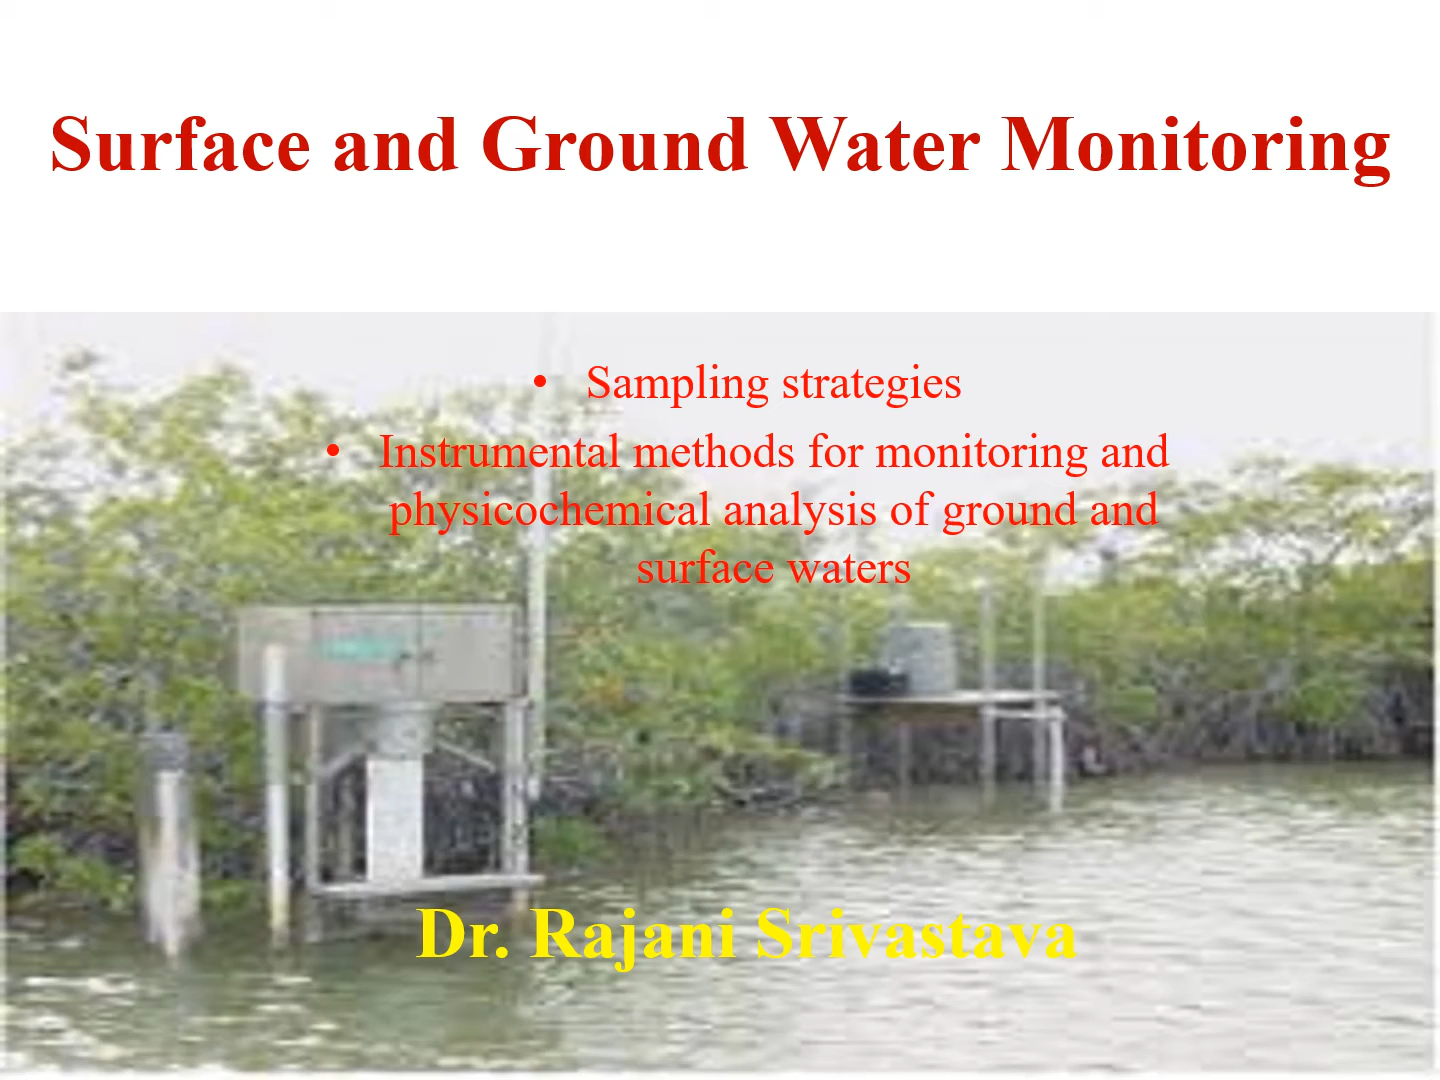 Surface and Ground Water Monitoring
• Sampling strategies
• Instrumental methods for monitoring and
physicochemical analysis of ground and
surface waters
Dr. Rajani Srivastava